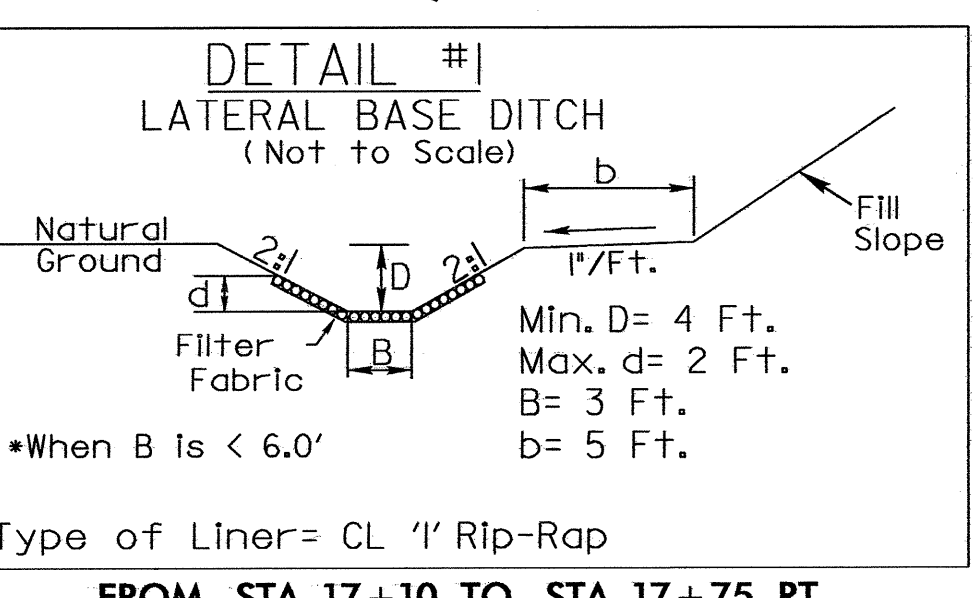 DETAIL #1
LATERAL BASE DITCH
(Not to Scale)
b
Natural
Ground
2:1
D
2:1
1"/Ft.
Fill
Slope
d
Filter
Fabric
B
Min. D= 4 Ft.
Max. d= 2 Ft.
B= 3 Ft.
b= 5 Ft.
*When B is < 6.0'
Type of Liner= CL 'I' Rip-Rap
FROM STA 17+10 TO STA 17+75 RT